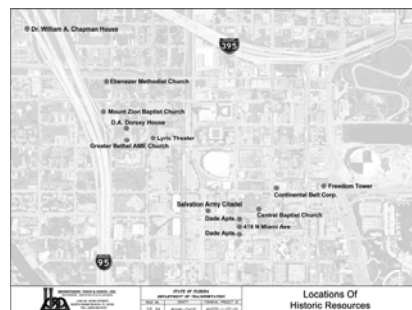 Dr. William A. Chapman House
395
Ebenezer Methodist Church
Mount Zion Baptist Church
D.A. Dorsey House
Lyric Theater
Greater Bethel AME Church
Freedom Tower
Continental Belt Corp.
Salvation Army Citadel
Central Baptist Church
Dade Apts.
419 N Miami Ave
Dade Apts.
95
STATE OF FLORIDA
DEPARTMENT OF TRANSPORTATION
Locations Of
Historic Resources